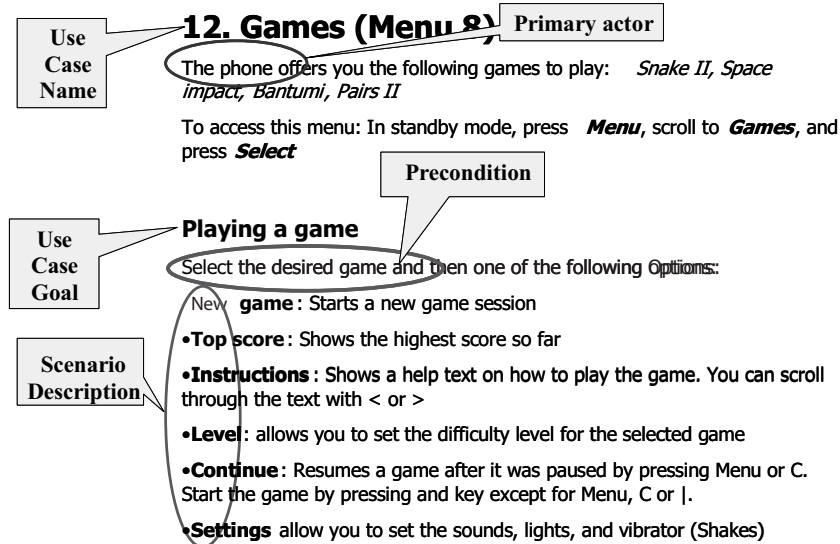 12. Games (Menu 8)
Primary actor
Use
Case
Name
The phone offers you the following games to play: Snake II, Space
impact, Bantumi, Pairs II
To access this menu: In standby mode, press Menu, scroll to Games, and
press Select
Precondition
Use
Case
Goal
Playing a game
Select the desired game and then one of the following Options:
New game: Starts a new game session
•Top score: Shows the highest score so far
Scenario
Description
•Instructions: Shows a help text on how to play the game. You can scroll
through the text with < or >
•Level: allows you to set the difficulty level for the selected game
•Continue: Resumes a game after it was paused by pressing Menu or C.
Start the game by pressing and key except for Menu, C or |.
•Settings allow you to set the sounds, lights, and vibrator (Shakes)